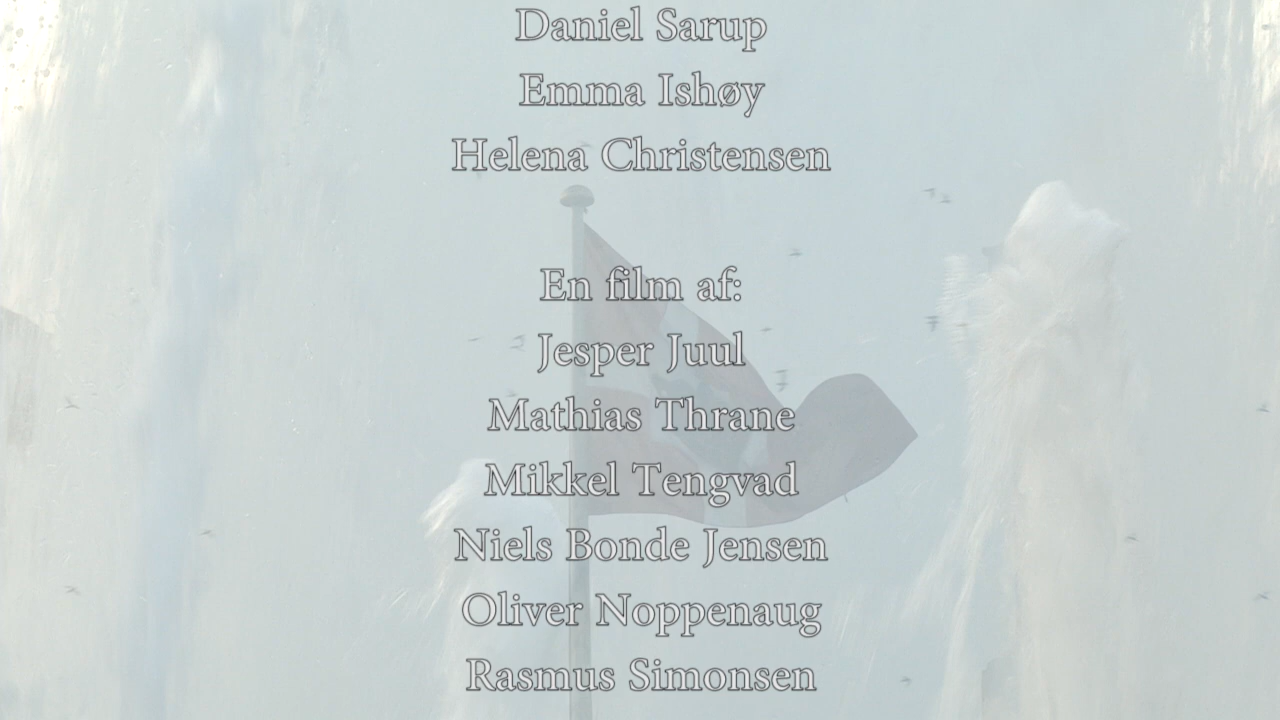 Daniel Sarup
Emma Ishøy
Helena Christensen
En film af:
Jesper Juul
Mathias Thrane
Mikkel Tengvad
Niels Bonde Jensen
Oliver Noppenaug
Rasmus Simonsen